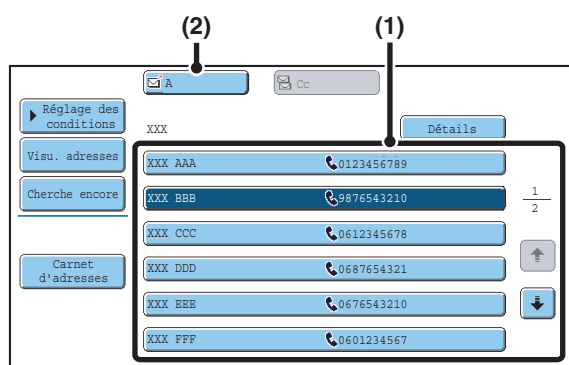 (2) (1)
A Cc
Réglage des
conditions
XXX Détails
Visu. adresses
XXX AAA 0123456789
Cherche encore
XXX BBB 9876543210
1
2
XXX CCC 0612345678
Carnet
d'adresses
XXX DDD 0687654321
XXX EEE 0676543210
XXX FFF 0601234567